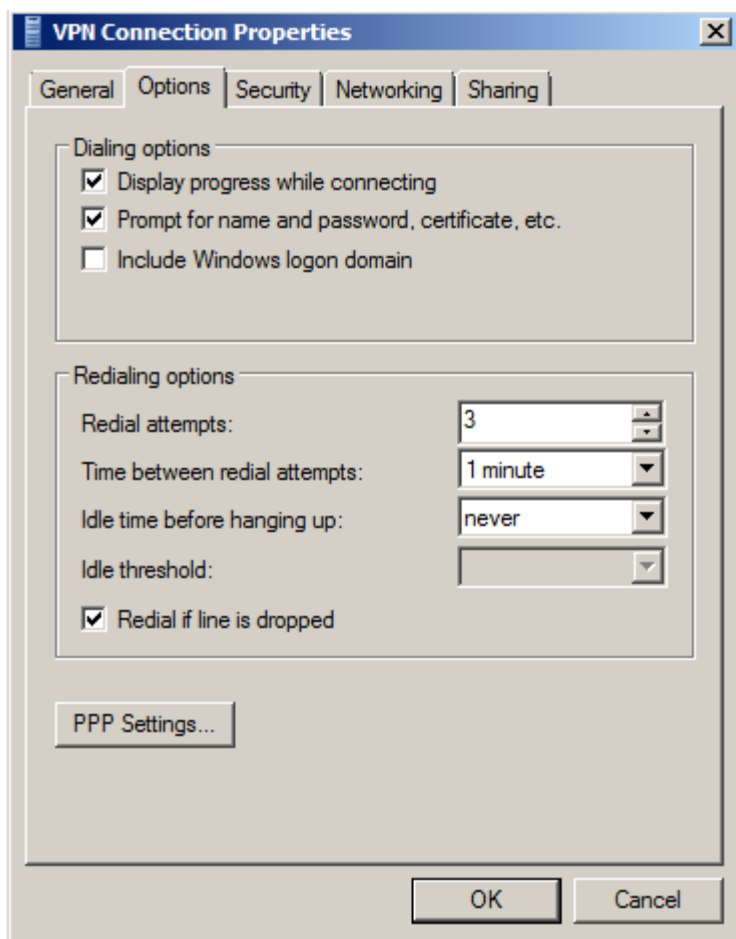 VPN Connection Properties
General Options Security Networking Sharing
Dialing options
Display progress while connecting
Prompt for name and password, certificate, etc.
Include Windows logon domain
Redialing options
Redial attempts: 3
Time between redial attempts: 1 minute
Idle time before hanging up: never
Idle threshold:
Redial if line is dropped
PPP Settings...
OK Cancel